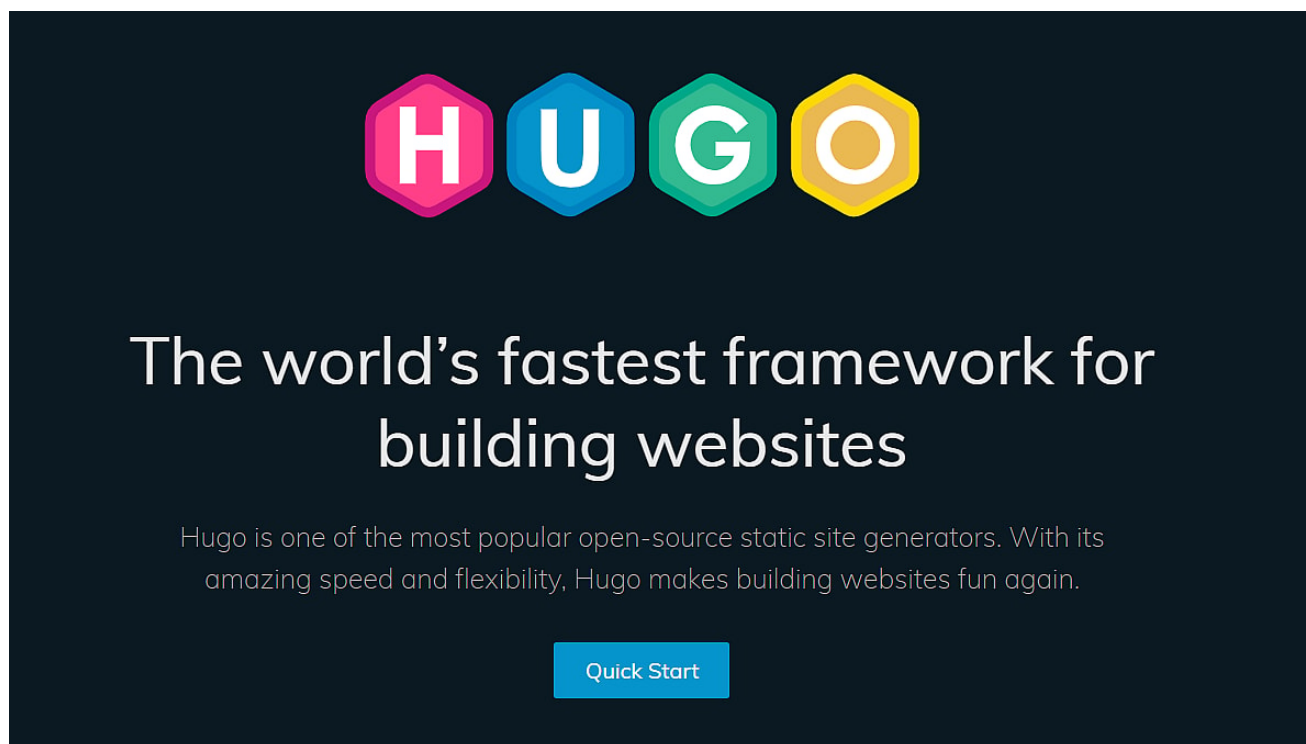 HUGO
The world’s fastest framework for
building websites
Hugo is one of the most popular open-source static site generators. With its
amazing speed and flexibility, Hugo makes building websites fun again.
Quick Start